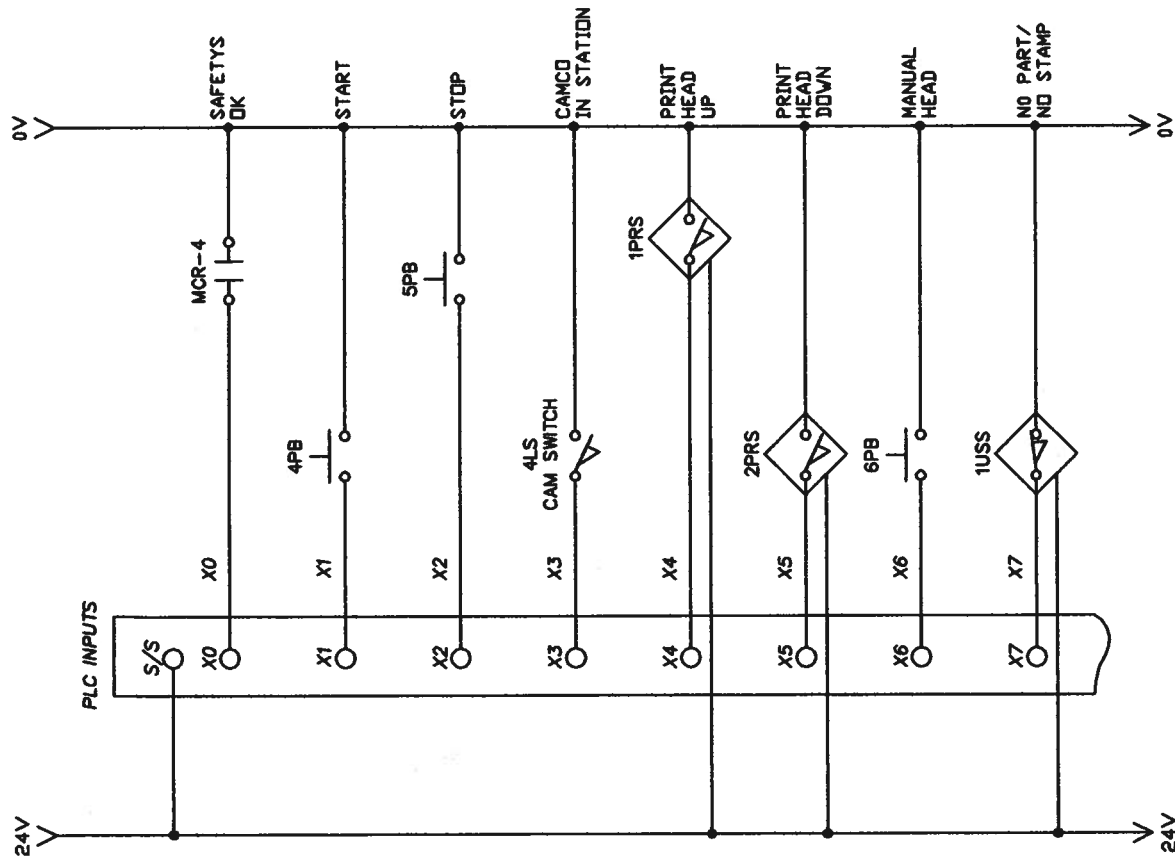 24V
0V
PLC INPUTS
S/S
X0
X0
MCR-4
SAFETYS
OK
X1
X1
4PB
START
X2
X2
5PB
STOP
X3
X3
4LS
CAM SWITCH
CAMCO
IN STATION
X4
X4
1PRS
PRINT
HEAD
UP
X5
X5
2PRS
PRINT
HEAD
DOWN
X6
X6
6PB
MANUAL
HEAD
X7
X7
1USS
NO PART/
NO STAMP
24V
0V